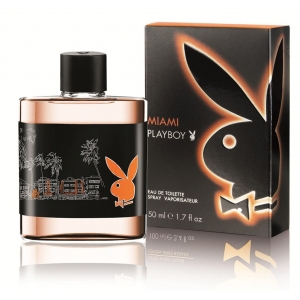 MIAMI
PLAYBOY
EAU DE TOILETTE
SPRAY VAPORISATEUR
50 ml e 1.7 fl oz